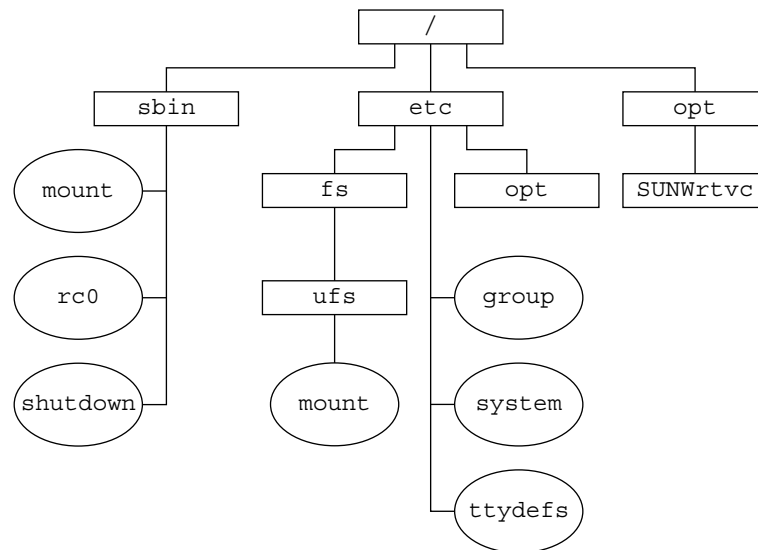 /
sbin
etc
opt
mount
fs
opt
SUNWrtvc
rc0
ufs
group
shutdown
mount
system
ttydefs